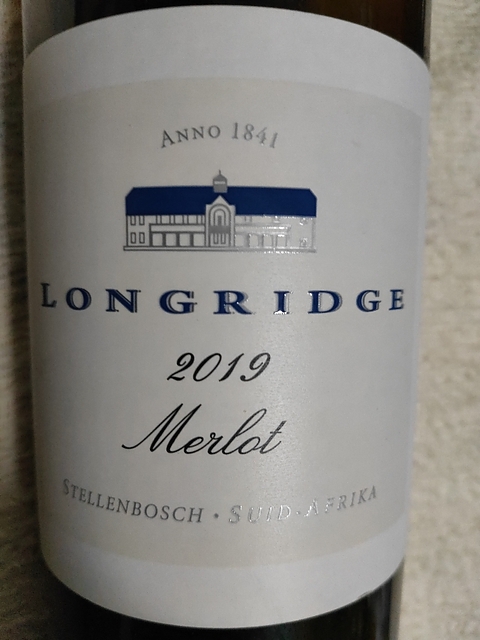 ANNO 1841
LONGRIDGE
2019
Merlot
STELLENBOSCH • SUID-AFRIKA